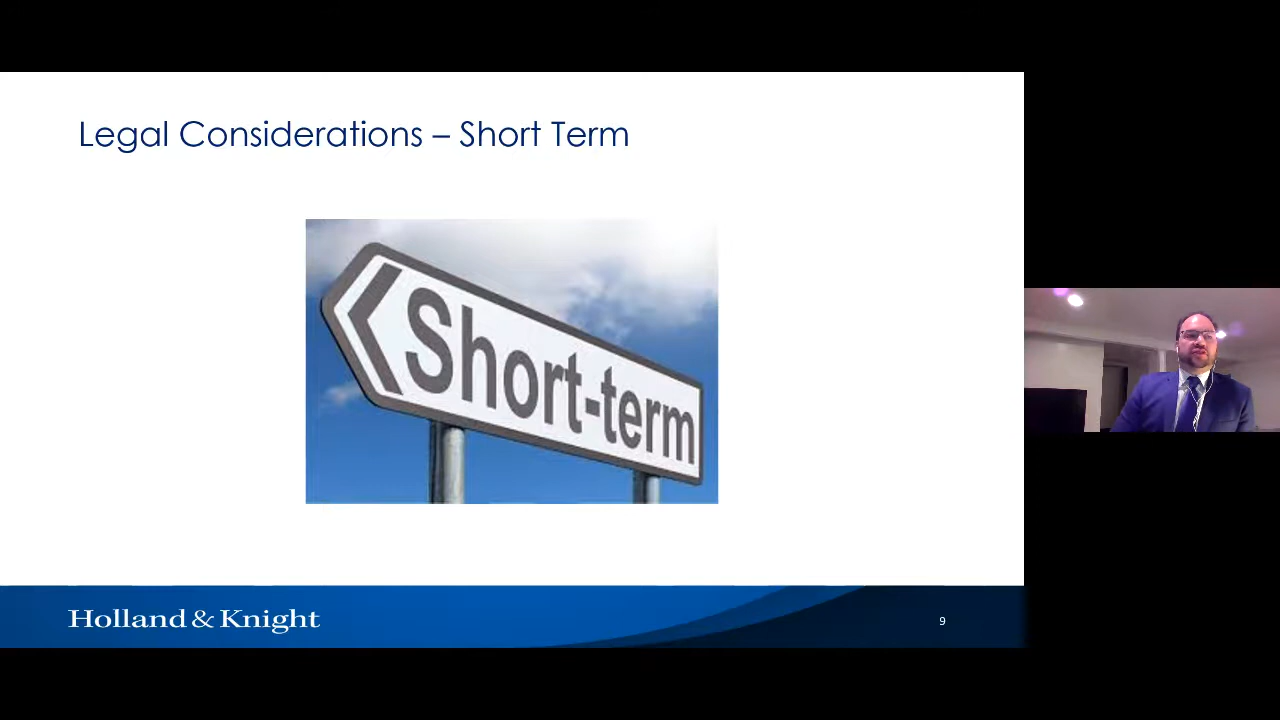 Legal Considerations – Short Term
Short-term
Holland & Knight
9